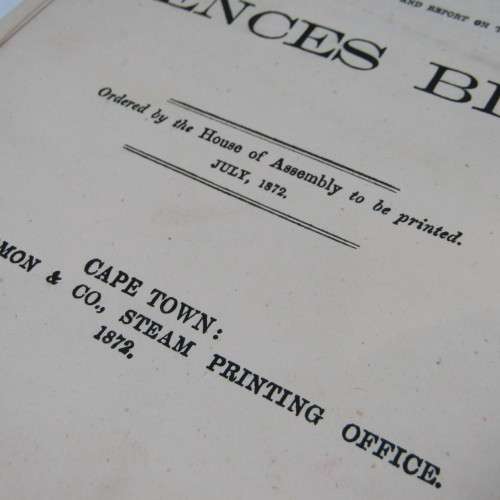 AND REPORT ON
ENCES B
Ordered by the House of Assembly to be printed.
JULY, 1872.
CAPE TOWN:
MON & CO., STEAM PRINTING OFFICE.
1872.